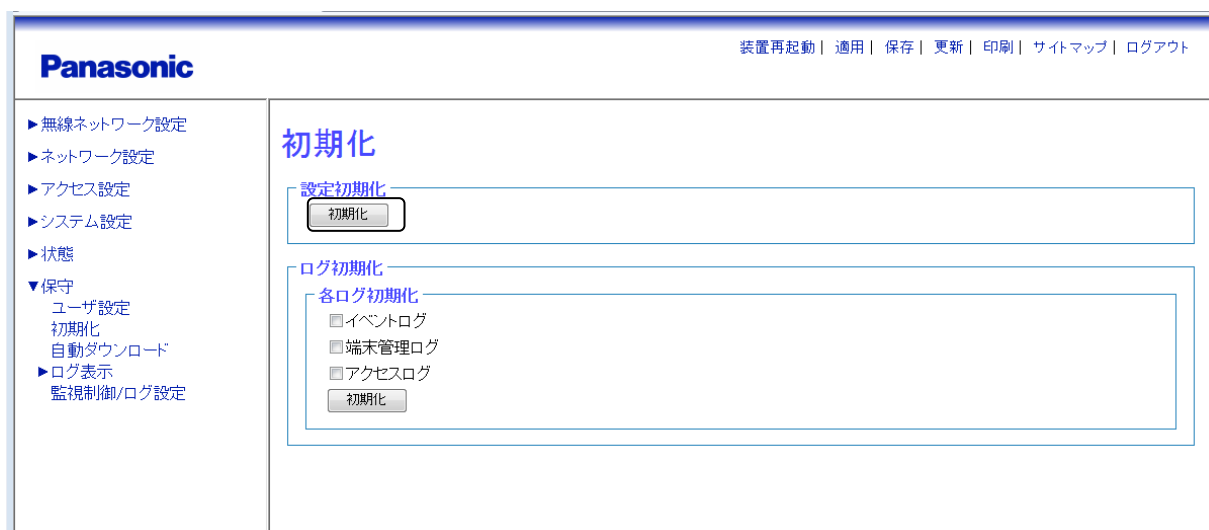 Panasonic
装置再起動| 適用| 保存| 更新| 印刷| サイトマップ| ログアウト
▶無線ネットワーク設定
▶ネットワーク設定
▶アクセス設定
▶システム設定
▶状態
▼保守
ユーザ設定
初期化
自動ダウンロード
▶ログ表示
監視制御/ログ設定
初期化
設定初期化
初期化
ログ初期化
各ログ初期化
イベントログ
端末管理ログ
アクセスログ
初期化